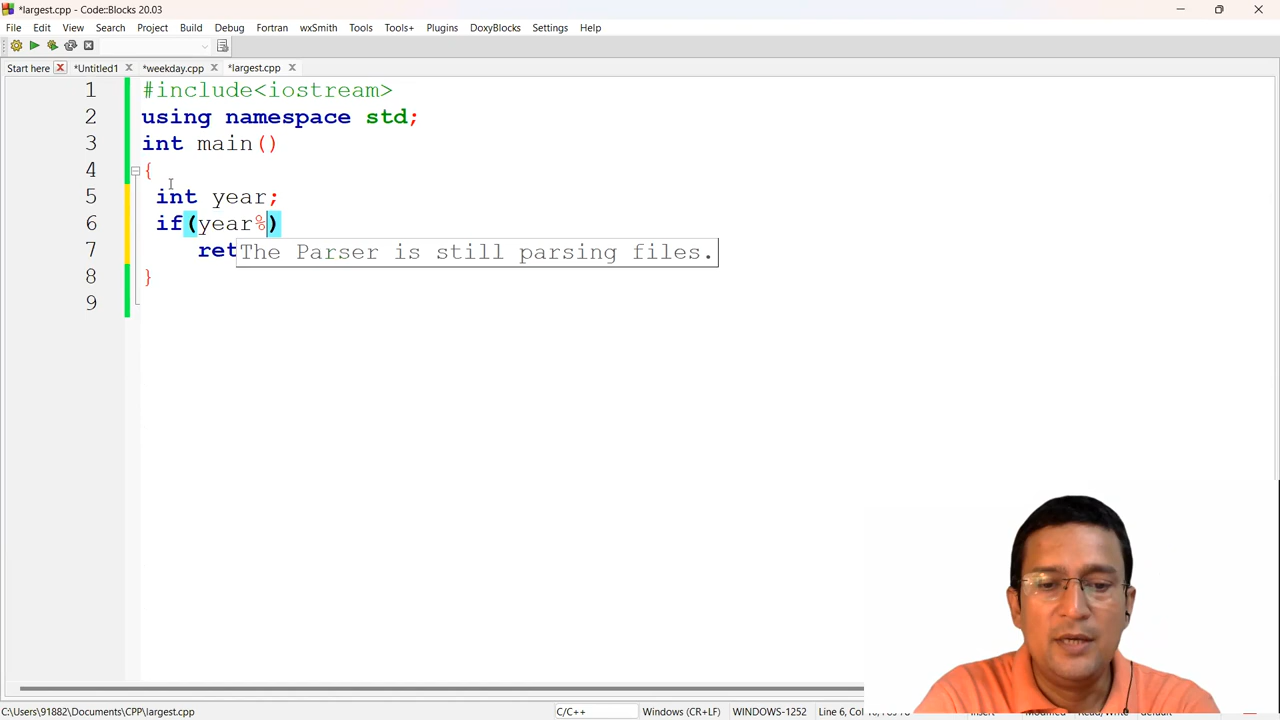 *largest.cpp - Code::Blocks 20.03
File Edit View Search Project Build Debug Fortran wxSmith Tools Tools+ Plugins DoxyBlocks Settings Help
Start here *Untitled1 *weekday.cpp *largest.cpp
1 #include<iostream>
2 using namespace std;
3 int main()
4 {
5 int year;
6 if(year%)
7 ret
The Parser is still parsing files.
8 }
9
C:\Users\91882\Documents\CPP\largest.cpp C/C++ Windows (CR+LF) WINDOWS-1252 Line 6, Col